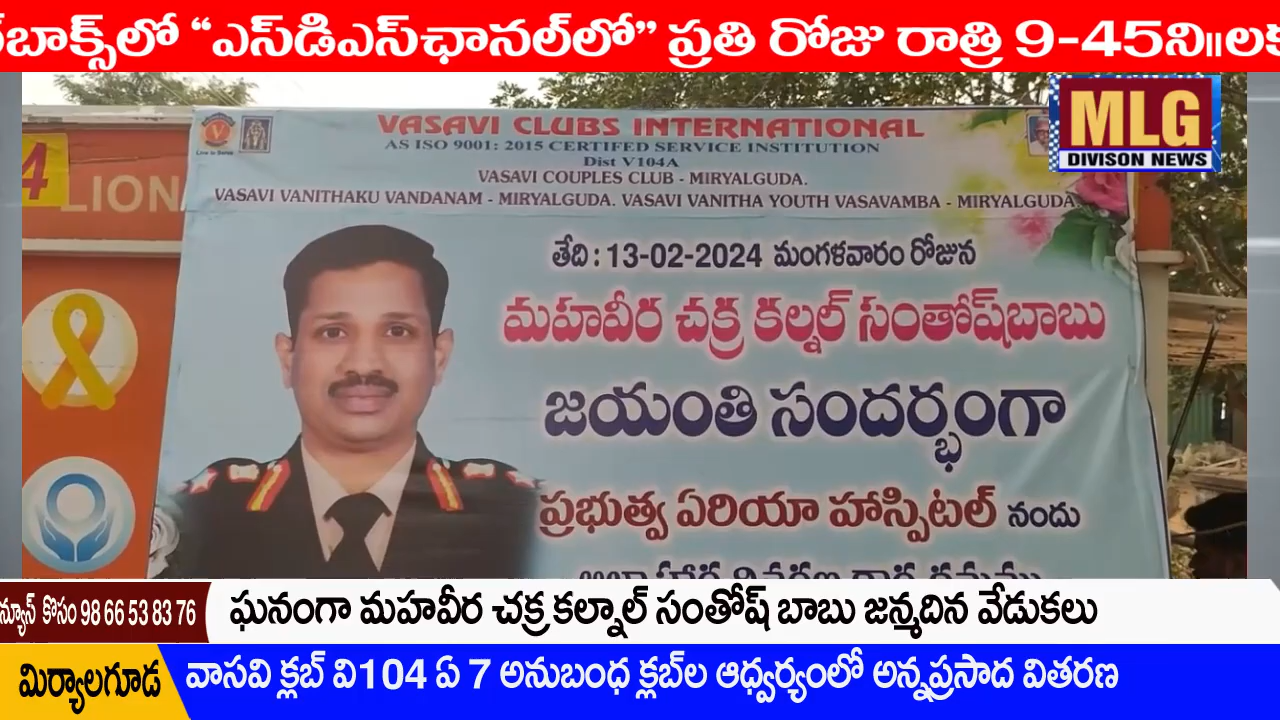 “ఎస్‌డిఎస్‌ఛానల్‌లో” ప్రతి రోజు రాత్రి 9-45ని॥
MLG
DIVISON NEWS
4
LION
VASAVI CLUBS INTERNATIONAL
AS ISO 9001: 2015 CERTIFED SERVICE INSTITUTION
Dist V104A
VASAVI COUPLES CLUB - MIRYALGUDA.
VASAVI VANITHAKU VANDANAM - MIRYALGUDA. VASAVI VANITHA YOUTH VASAVAMBA - MIRYALGUDA
తేది : 13-02-2024 మంగళవారం రోజున
మహవీర చక్ర కల్నల్ సంతోష్‌బాబు
జయంతి సందర్భంగా
ప్రభుత్వ ఏరియా హాస్పిటల్ నందు
న్యూస్ కొసం 98 66 53 83 76
ఘనంగా మహవీర చక్ర కల్నాల్ సంతోష్ బాబు జన్మదిన వేడుకలు
మిర్యాలగూడ
వాసవి క్లబ్ వి104 ఏ 7 అనుబంధ క్లబ్‌ల ఆధ్వర్యంలో అన్నప్రసాద వితరణ